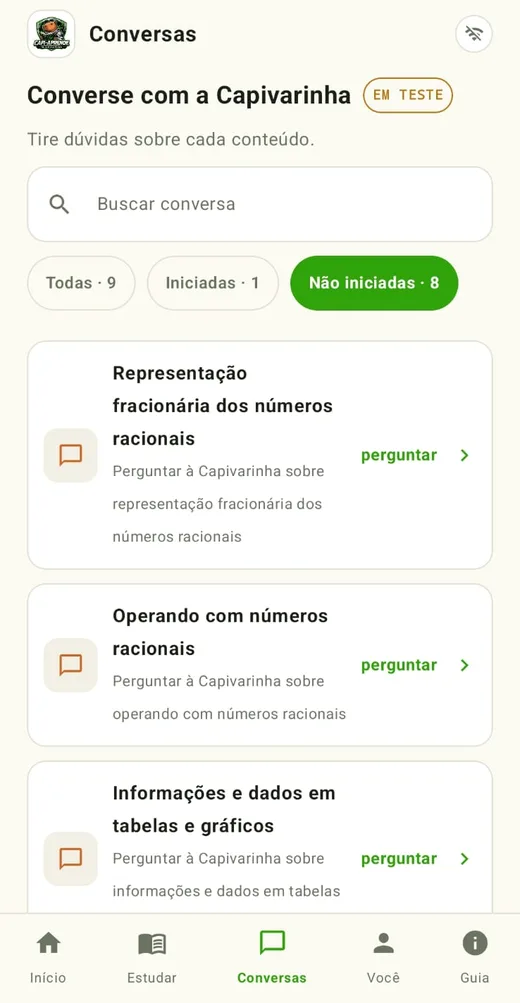 CAPI-APRENDE
Conversas
Converse com a Capivarinha EM TESTE
Tire dúvidas sobre cada conteúdo.
Buscar conversa
Todas · 9 Iniciadas · 1 Não iniciadas · 8
Representação
fracionária dos números
racionais
Perguntar à Capivarinha sobre
representação fracionária dos
números racionais
perguntar
Operando com números
racionais
Perguntar à Capivarinha sobre
operando com números racionais
perguntar
Informações e dados em
tabelas e gráficos
Perguntar à Capivarinha sobre
informações e dados em tabelas
perguntar
Início Estudar Conversas Você Guia